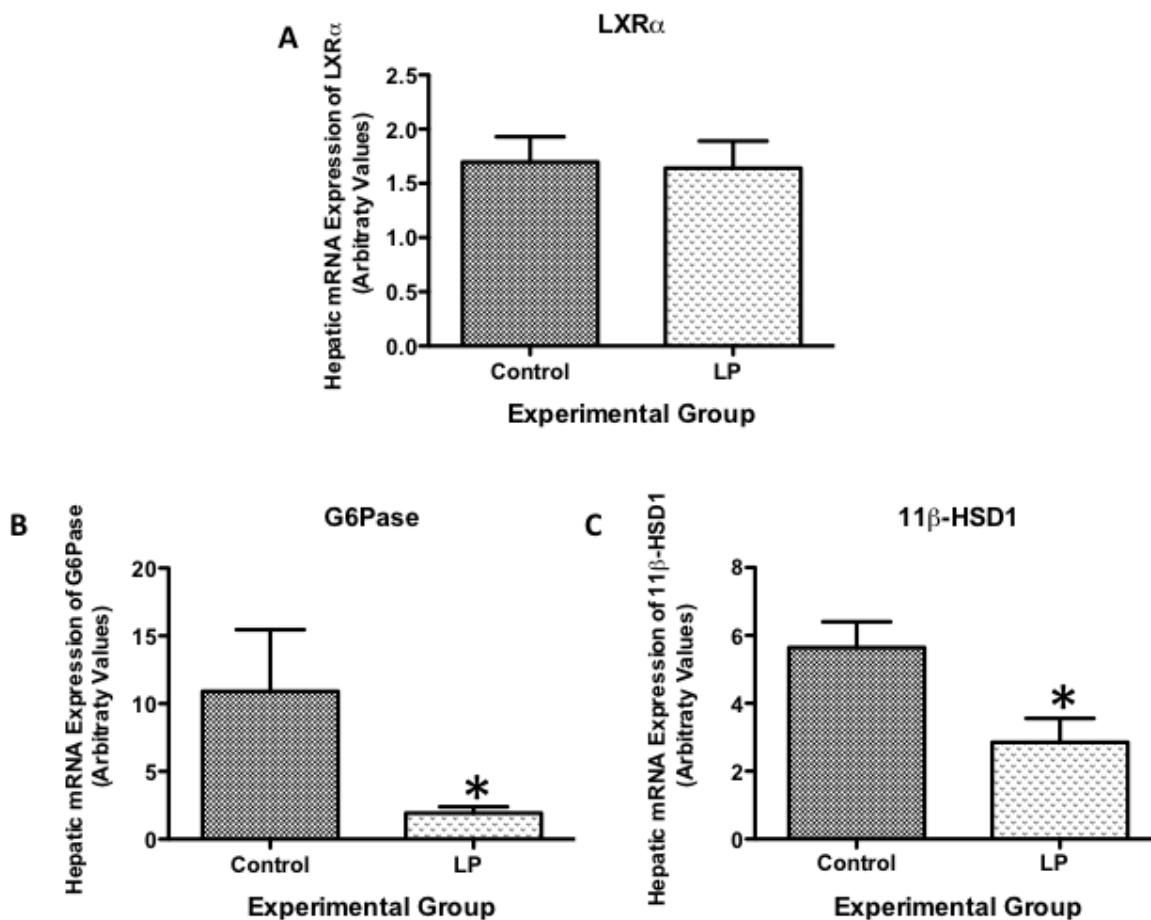 A
LXRα
Hepatic mRNA Expression of LXRα
(Arbitraty Values)
2.5
2.0
1.5
1.0
0.5
0.0
Control
LP
Experimental Group
B
G6Pase
Hepatic mRNA Expression of G6Pase
(Arbitraty Values)
20
15
10
5
0
*
Control
LP
Experimental Group
C
11β-HSD1
Hepatic mRNA Expression of 11β-HSD1
(Arbitraty Values)
8
6
4
2
0
*
Control
LP
Experimental Group